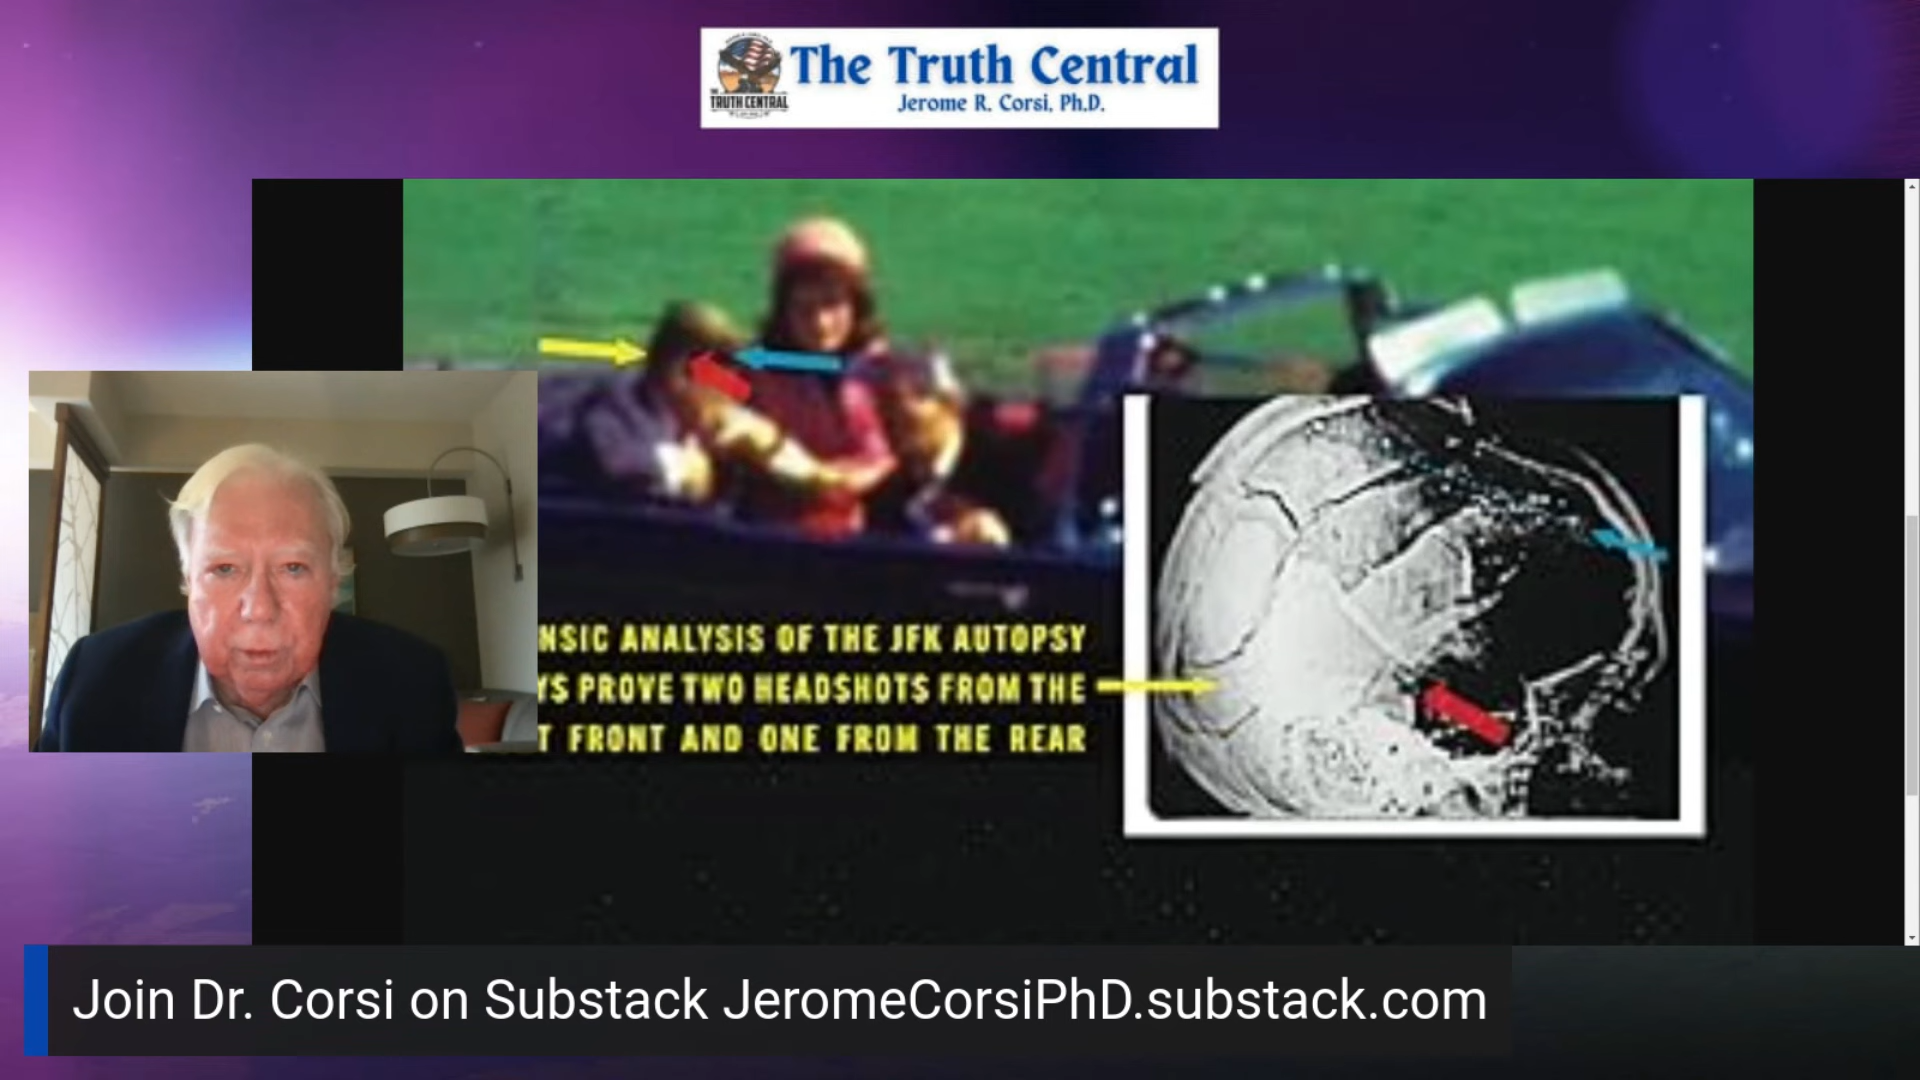 The Truth Central
Jerome R. Corsi, Ph.D.
THE
TRUTH CENTRAL
NSIC ANALYSIS OF THE JFK AUTOPSY
YS PROVE TWO HEADSHOTS FROM THE
T FRONT AND ONE FROM THE REAR
Join Dr. Corsi on Substack JeromeCorsiPhD.substack.com